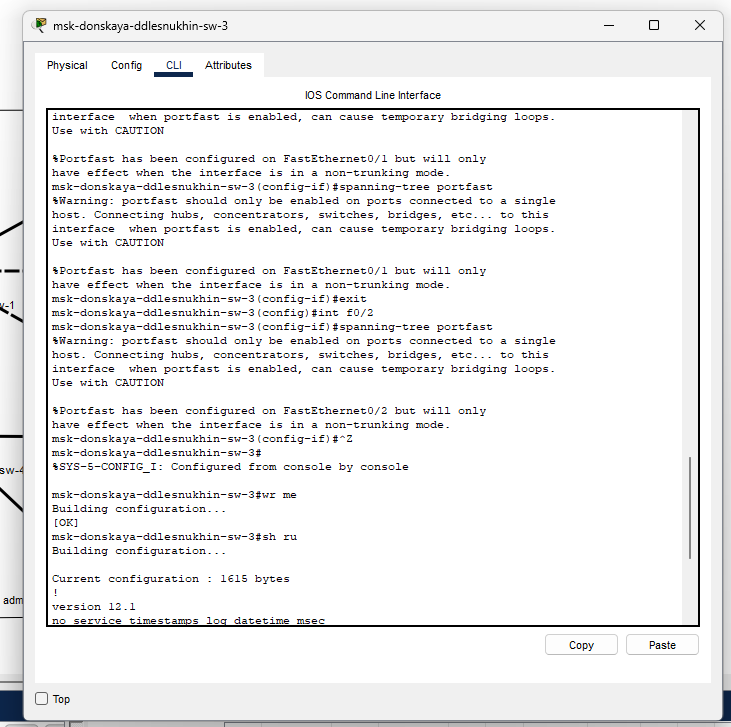 msk-donskaya-ddlesnukhin-sw-3
Physical Config CLI Attributes
IOS Command Line Interface
interface  when portfast is enabled, can cause temporary bridging loops.
Use with CAUTION
%Portfast has been configured on FastEthernet0/1 but will only
have effect when the interface is in a non-trunking mode.
msk-donskaya-ddlesnukhin-sw-3(config-if)#spanning-tree portfast
%Warning: portfast should only be enabled on ports connected to a single
host. Connecting hubs, concentrators, switches, bridges, etc... to this
interface  when portfast is enabled, can cause temporary bridging loops.
Use with CAUTION
%Portfast has been configured on FastEthernet0/1 but will only
have effect when the interface is in a non-trunking mode.
msk-donskaya-ddlesnukhin-sw-3(config-if)#exit
msk-donskaya-ddlesnukhin-sw-3(config)#int f0/2
msk-donskaya-ddlesnukhin-sw-3(config-if)#spanning-tree portfast
%Warning: portfast should only be enabled on ports connected to a single
host. Connecting hubs, concentrators, switches, bridges, etc... to this
interface  when portfast is enabled, can cause temporary bridging loops.
Use with CAUTION
%Portfast has been configured on FastEthernet0/2 but will only
have effect when the interface is in a non-trunking mode.
msk-donskaya-ddlesnukhin-sw-3(config-if)#^Z
msk-donskaya-ddlesnukhin-sw-3#
%SYS-5-CONFIG_I: Configured from console by console
msk-donskaya-ddlesnukhin-sw-3#wr me
Building configuration...
[OK]
msk-donskaya-ddlesnukhin-sw-3#sh ru
Building configuration...
Current configuration : 1615 bytes
!
version 12.1
no service timestamps log datetime msec
Copy Paste
Top
-1
sw-4
adm